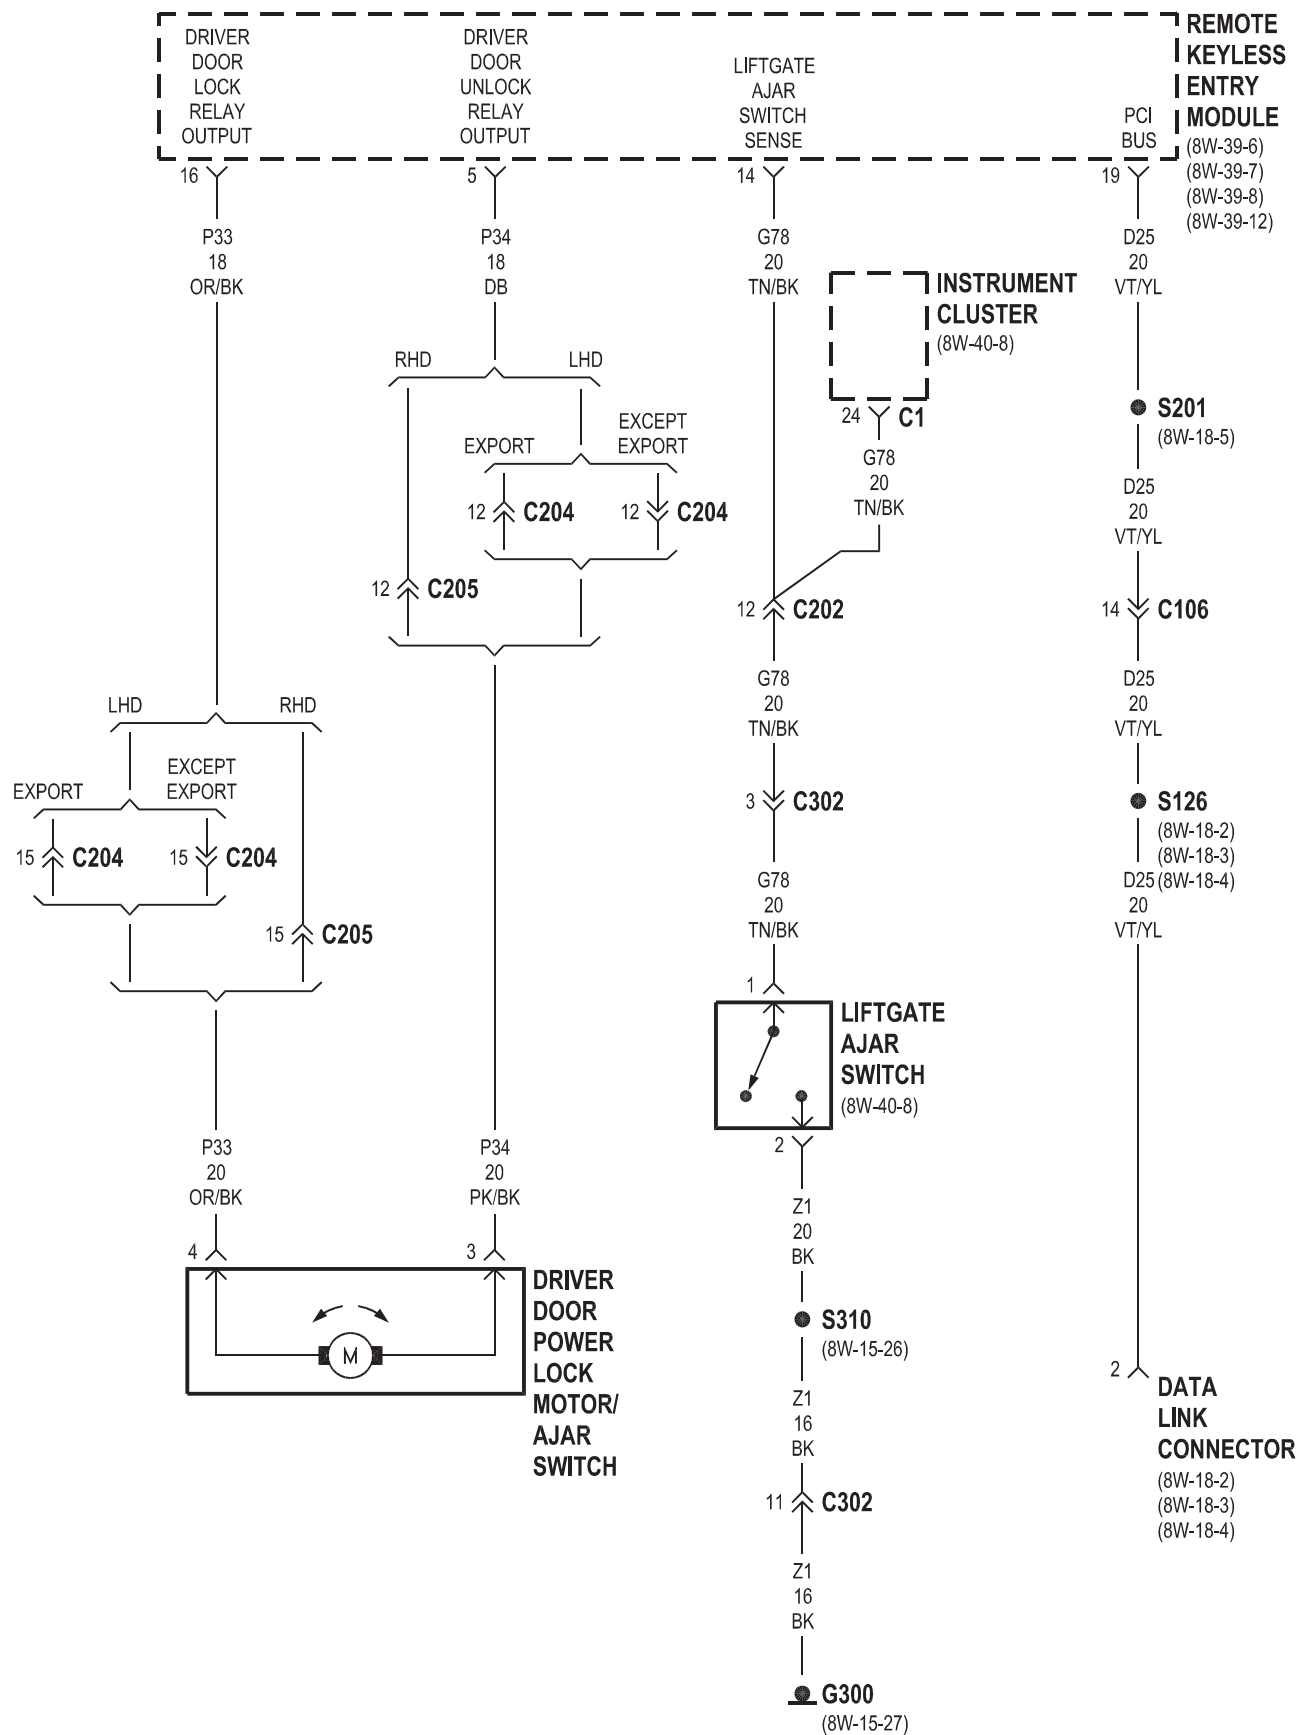 DRIVER
DOOR
LOCK
RELAY
OUTPUT
DRIVER
DOOR
UNLOCK
RELAY
OUTPUT
LIFTGATE
AJAR
SWITCH
SENSE
PCI
BUS
REMOTE
KEYLESS
ENTRY
MODULE
(8W-39-6)
(8W-39-7)
(8W-39-8)
(8W-39-12)
16
5
14
19
P33
18
OR/BK
P34
18
DB
G78
20
TN/BK
D25
20
VT/YL
INSTRUMENT
CLUSTER
(8W-40-8)
24
C1
G78
20
TN/BK
RHD
LHD
EXPORT
EXCEPT
EXPORT
12
C204
12
C204
12
C205
S201
(8W-18-5)
D25
20
VT/YL
12
C202
14
C106
G78
20
TN/BK
D25
20
VT/YL
LHD
RHD
EXPORT
EXCEPT
EXPORT
15
C204
15
C204
15
C205
3
C302
S126
(8W-18-2)
(8W-18-3)
(8W-18-4)
G78
20
TN/BK
D25
20
VT/YL
1
LIFTGATE
AJAR
SWITCH
(8W-40-8)
2
P33
20
OR/BK
P34
20
PK/BK
Z1
20
BK
4
3
DRIVER
DOOR
POWER
LOCK
MOTOR/
AJAR
SWITCH
M
S310
(8W-15-26)
Z1
16
BK
2
DATA
LINK
CONNECTOR
(8W-18-2)
(8W-18-3)
(8W-18-4)
11
C302
Z1
16
BK
G300
(8W-15-27)